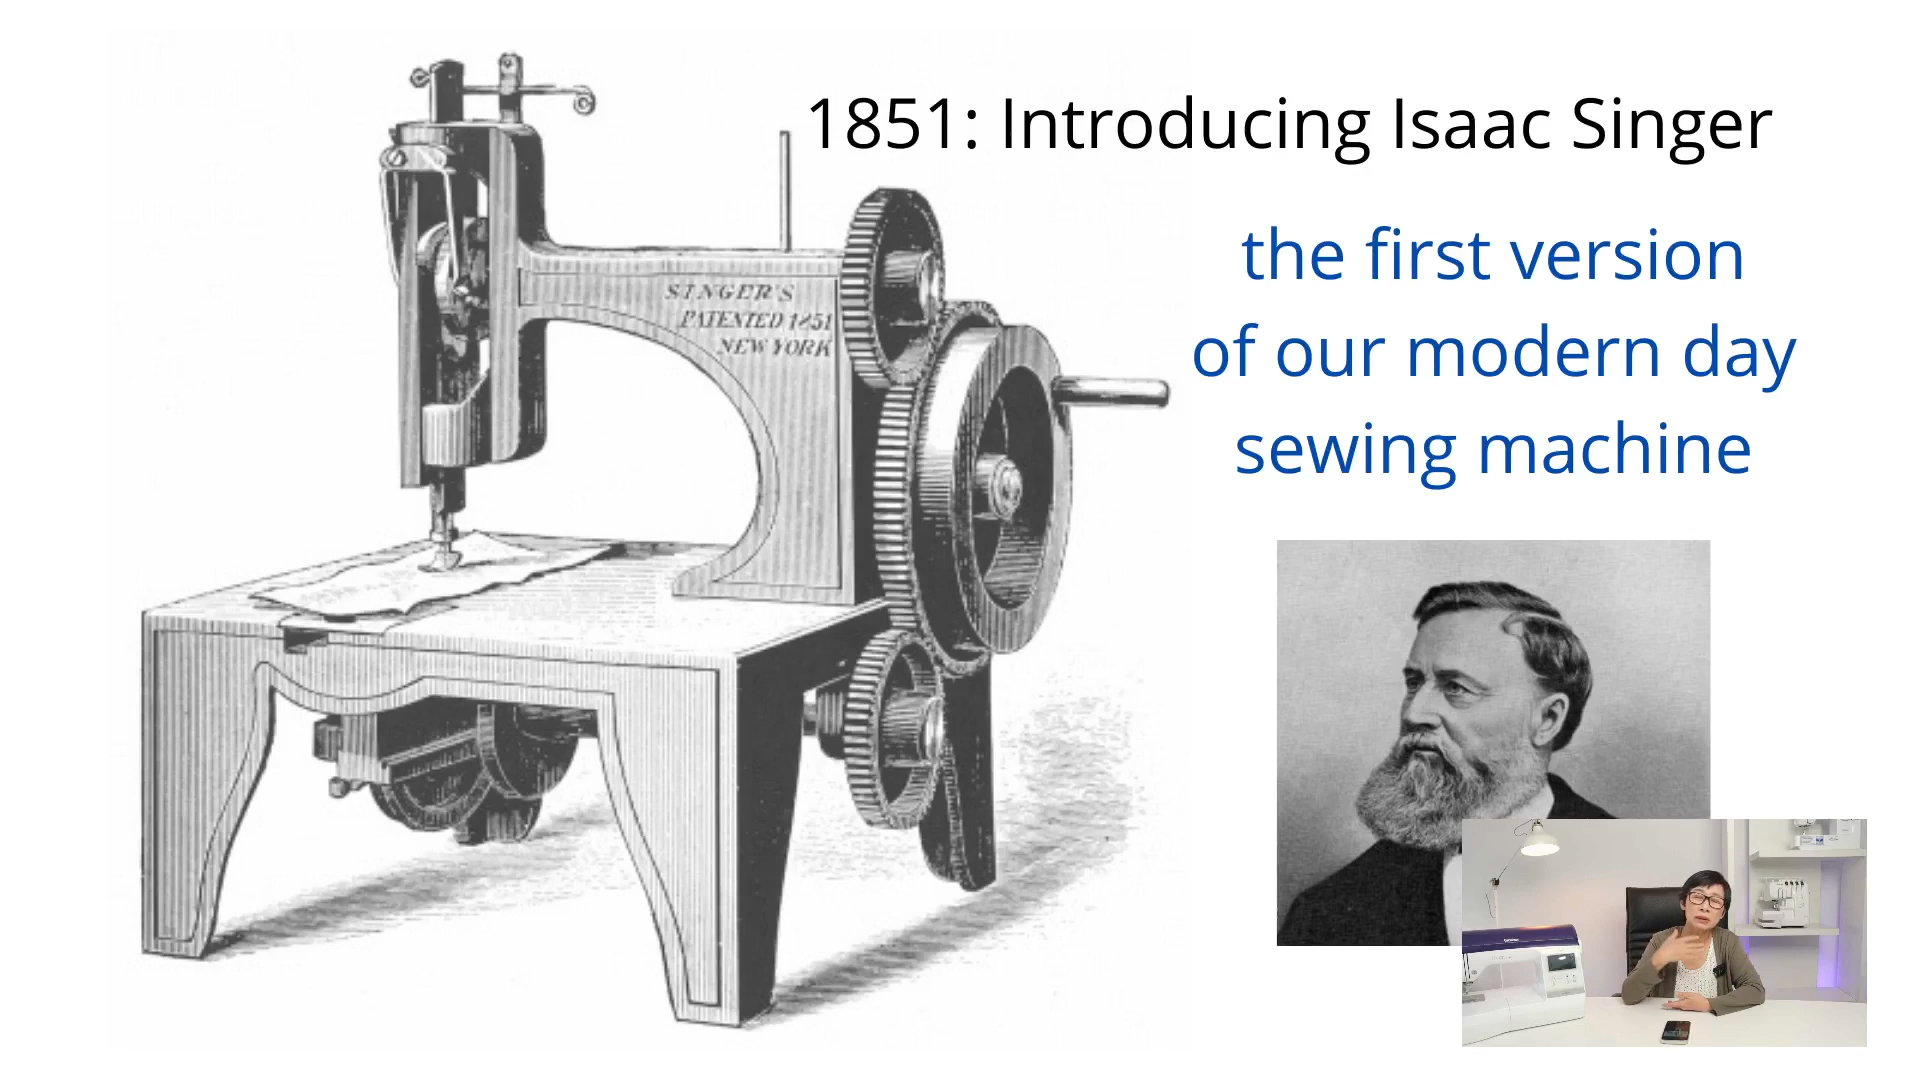 1851: Introducing Isaac Singer
the first version
of our modern day
sewing machine
SINGER'S
PATENTED 1851
NEW YORK